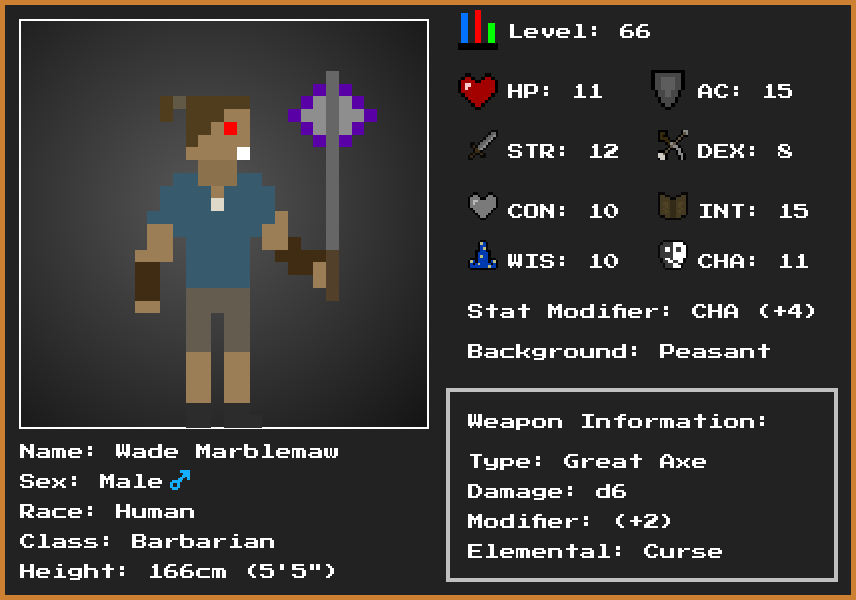 Level: 66
HP: 11
AC: 15
STR: 12
DEX: 8
CON: 10
INT: 15
WIS: 10
CHA: 11
Stat Modifier: CHA (+4)
Background: Peasant
Weapon Information:
Type: Great Axe
Damage: d6
Modifier: (+2)
Elemental: Curse
Name: Wade Marblemaw
Sex: Male ♂
Race: Human
Class: Barbarian
Height: 166cm (5'5")